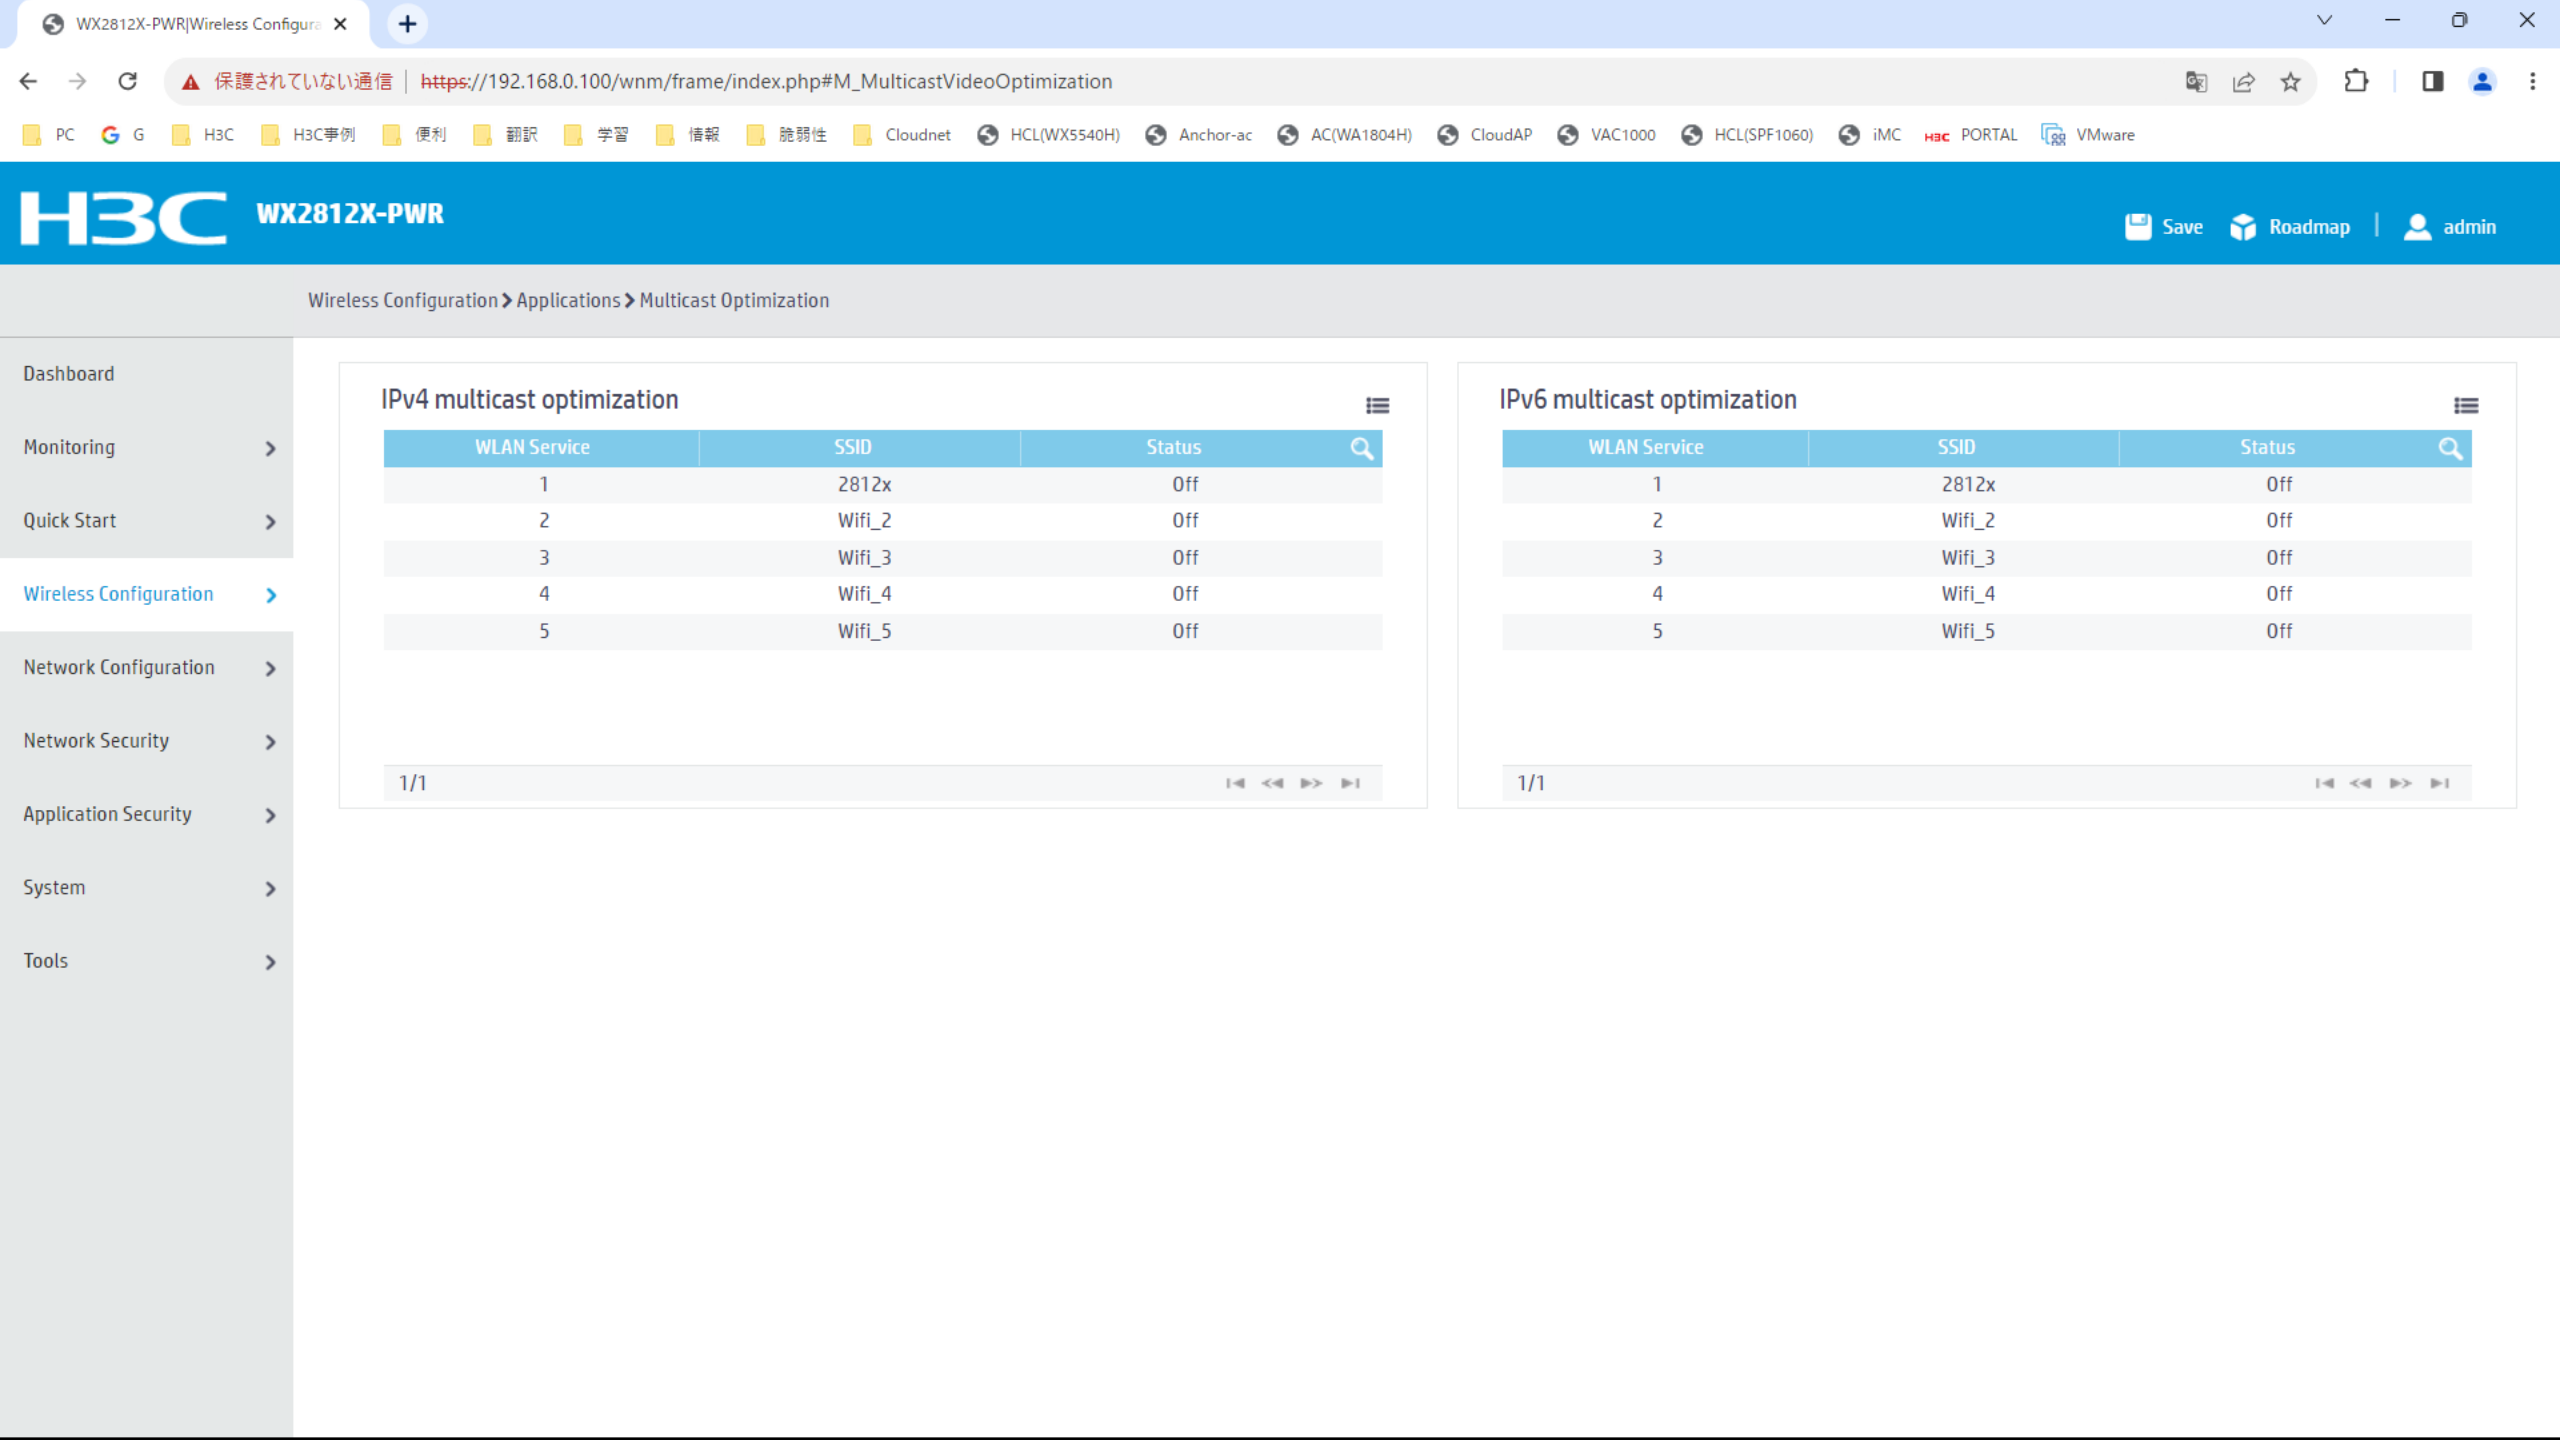 WX2812X-PWR|Wireless Configura
保護されていない通信 https://192.168.0.100/wnm/frame/index.php#M_MulticastVideoOptimization
PC G H3C H3C事例 便利 翻訳 学習 情報 脆弱性 Cloudnet HCL(WX5540H) Anchor-ac AC(WA1804H) CloudAP VAC1000 HCL(SPF1060) iMC H3C PORTAL VMware
H3C WX2812X-PWR
Save Roadmap admin
Wireless Configuration Applications Multicast Optimization
Dashboard
Monitoring
Quick Start
Wireless Configuration
Network Configuration
Network Security
Application Security
System
Tools
IPv4 multicast optimization
WLAN Service SSID Status
1 2812x Off
2 Wifi_2 Off
3 Wifi_3 Off
4 Wifi_4 Off
5 Wifi_5 Off
1/1
IPv6 multicast optimization
WLAN Service SSID Status
1 2812x Off
2 Wifi_2 Off
3 Wifi_3 Off
4 Wifi_4 Off
5 Wifi_5 Off
1/1